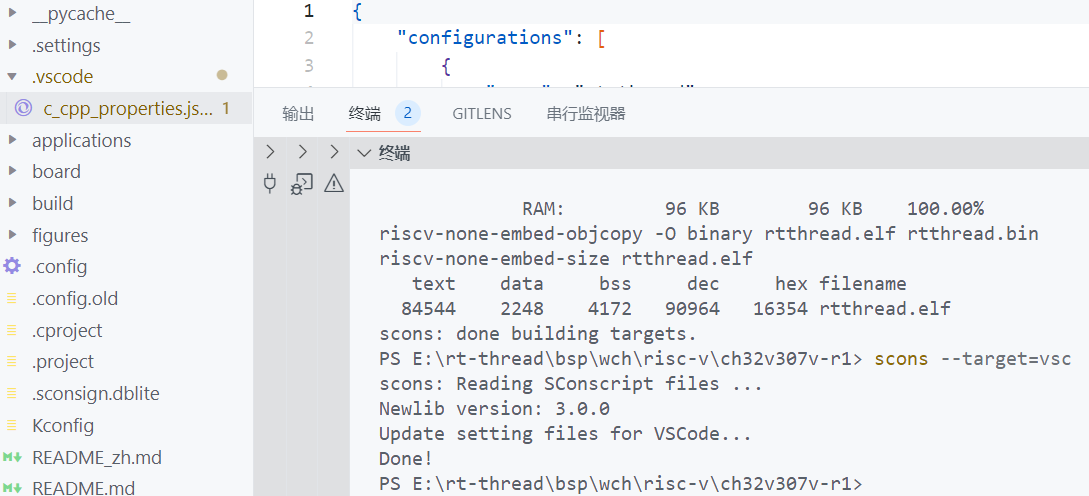 __pycache__
.settings
.vscode
c_cpp_properties.js... 1
applications
board
build
figures
.config
.config.old
.cproject
.project
.sconsign.dblite
Kconfig
README_zh.md
README.md
1 {
2 "configurations": [
3 {
输出 终端 2 GITLENS 串行监视器
终端
RAM: 96 KB 96 KB 100.00%
riscv-none-embed-objcopy -O binary rtthread.elf rtthread.bin
riscv-none-embed-size rtthread.elf
text data bss dec hex filename
84544 2248 4172 90964 16354 rtthread.elf
scons: done building targets.
PS E:\rt-thread\bsp\wch\risc-v\ch32v307v-r1> scons --target=vsc
scons: Reading SConscript files ...
Newlib version: 3.0.0
Update setting files for VSCode...
Done!
PS E:\rt-thread\bsp\wch\risc-v\ch32v307v-r1>